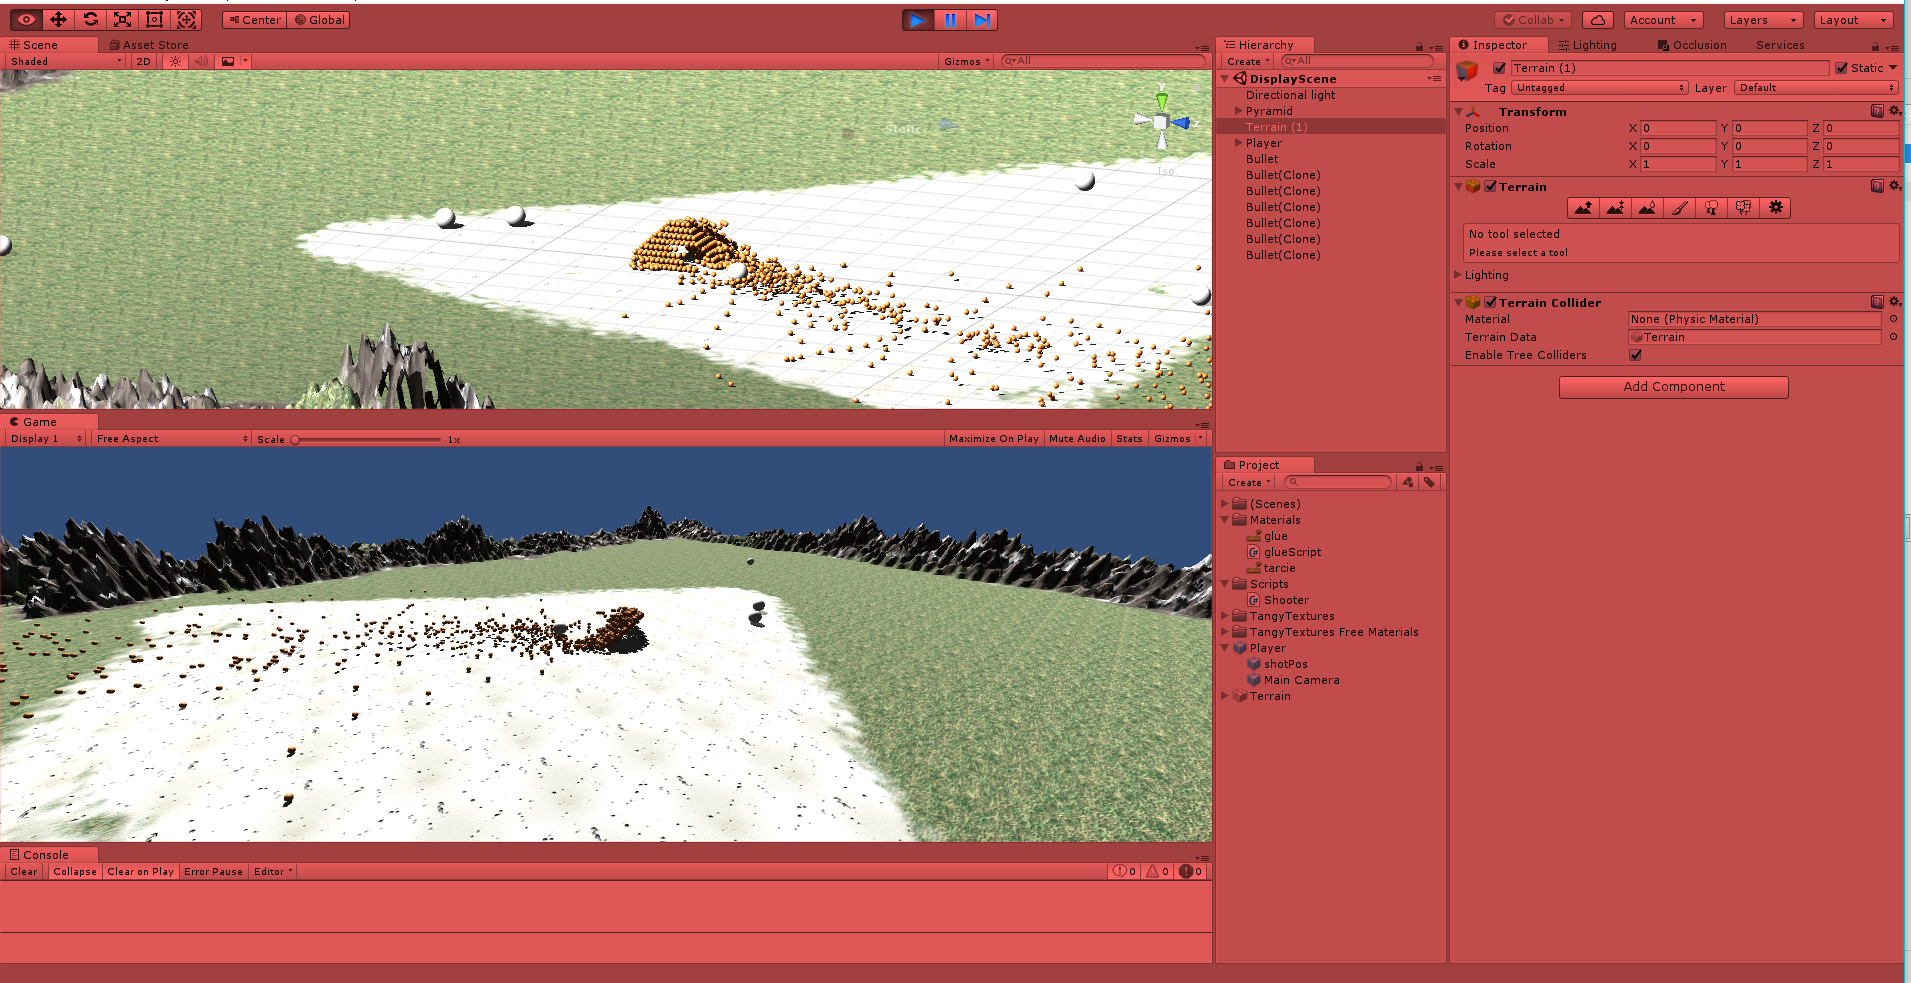 Center Global Collab Account Layers Layout
Scene Asset Store
Shaded 2D Gizmos All
Static
y
z
Iso
Game
Display 1 Free Aspect Scale 1x Maximize On Play Mute Audio Stats Gizmos
Console
Clear Collapse Clear on Play Error Pause Editor 0 0 0
Hierarchy
Create All
DisplayScene
Directional light
Pyramid
Terrain (1)
Player
Bullet
Bullet(Clone)
Bullet(Clone)
Bullet(Clone)
Bullet(Clone)
Bullet(Clone)
Bullet(Clone)
Project
Create
(Scenes)
Materials
glue
glueScript
tarcie
Scripts
Shooter
TangyTextures
TangyTextures Free Materials
Player
shotPos
Main Camera
Terrain
Inspector Lighting Occlusion Services
Terrain (1) Static
Tag Untagged Layer Default
Transform
Position X 0 Y 0 Z 0
Rotation X 0 Y 0 Z 0
Scale X 1 Y 1 Z 1
Terrain
No tool selected
Please select a tool
Lighting
Terrain Collider
Material None (Physic Material)
Terrain Data Terrain
Enable Tree Colliders
Add Component